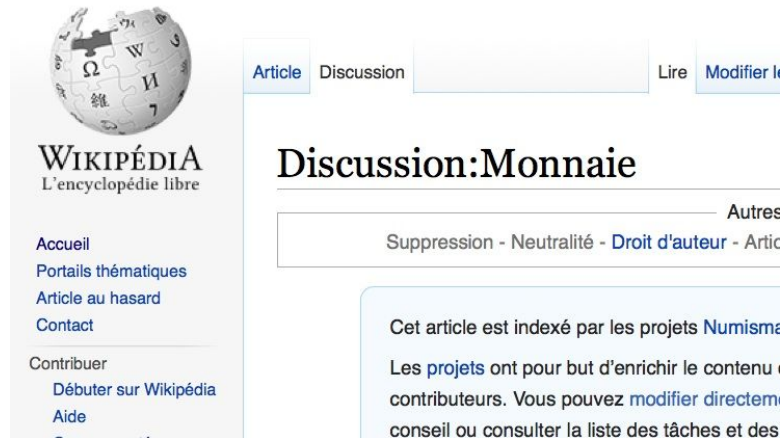 WIKIPÉDIA
L'encyclopédie libre
Accueil
Portails thématiques
Article au hasard
Contact
Contribuer
Débuter sur Wikipédia
Aide
Article Discussion Lire Modifier
Discussion:Monnaie
Autres
Suppression - Neutralité - Droit d'auteur -
Cet article est indexé par les projets
Les projets ont pour but d’enrichir le contenu
contributeurs. Vous pouvez modifier
conseil ou consulter la liste des tâches et des